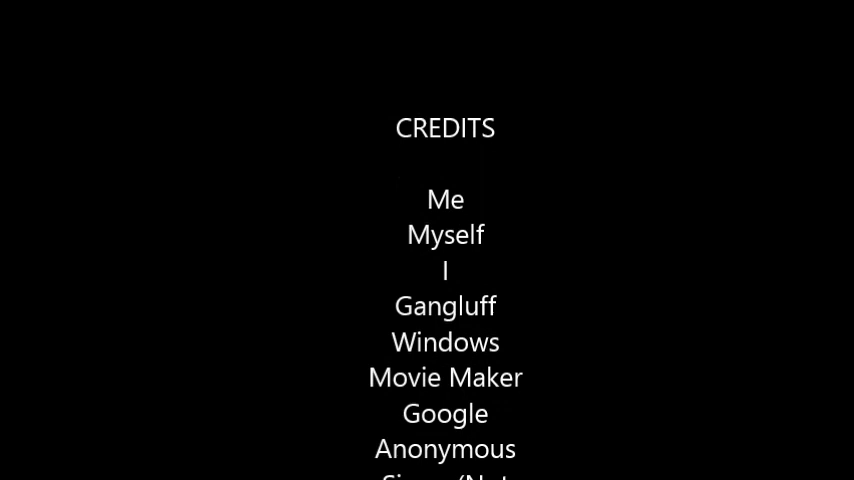 CREDITS
Me
Myself
I
Gangluff
Windows
Movie Maker
Google
Anonymous